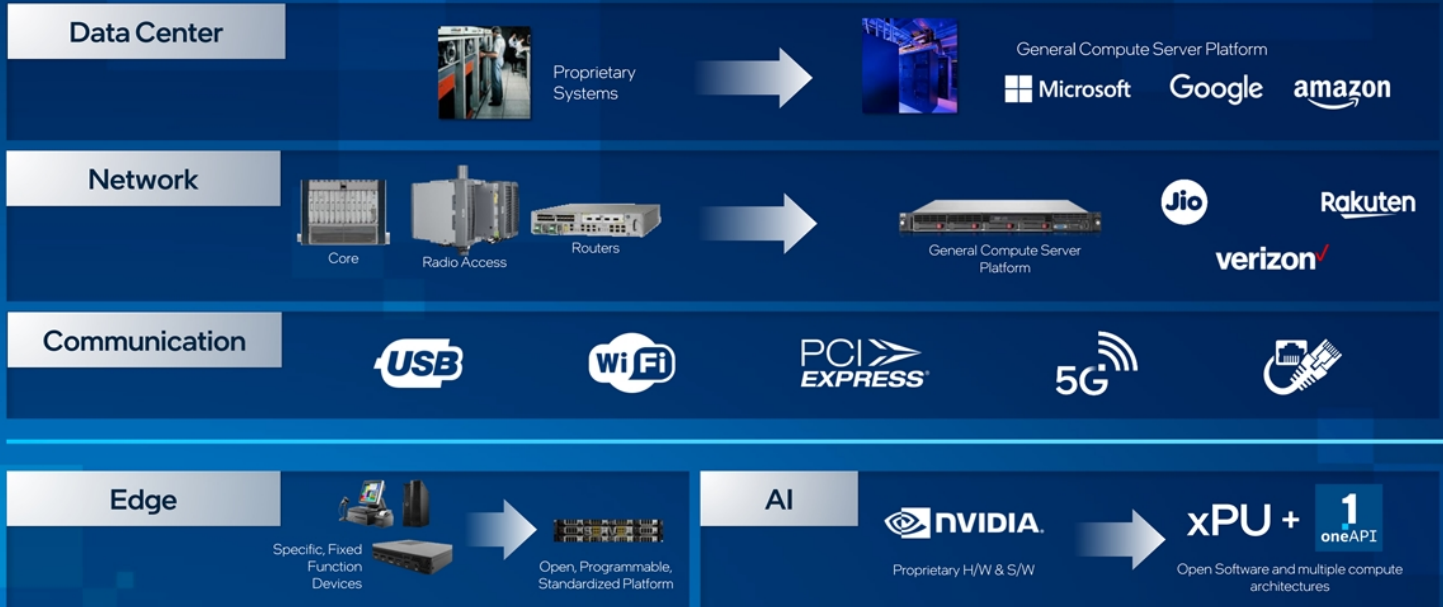 Data Center
Proprietary
Systems
General Compute Server Platform
Microsoft
Google
amazon
Network
Core
Radio Access
Routers
General Compute Server
Platform
Jio
Rakuten
verizon✓
Communication
USB
Wi Fi
PCI
EXPRESS®
5G
Edge
Specific, Fixed
Function
Devices
Open, Programmable,
Standardized Platform
AI
NVIDIA.
Proprietary H/W & S/W
xPU +
1
oneAPI
Open Software and multiple compute
architectures